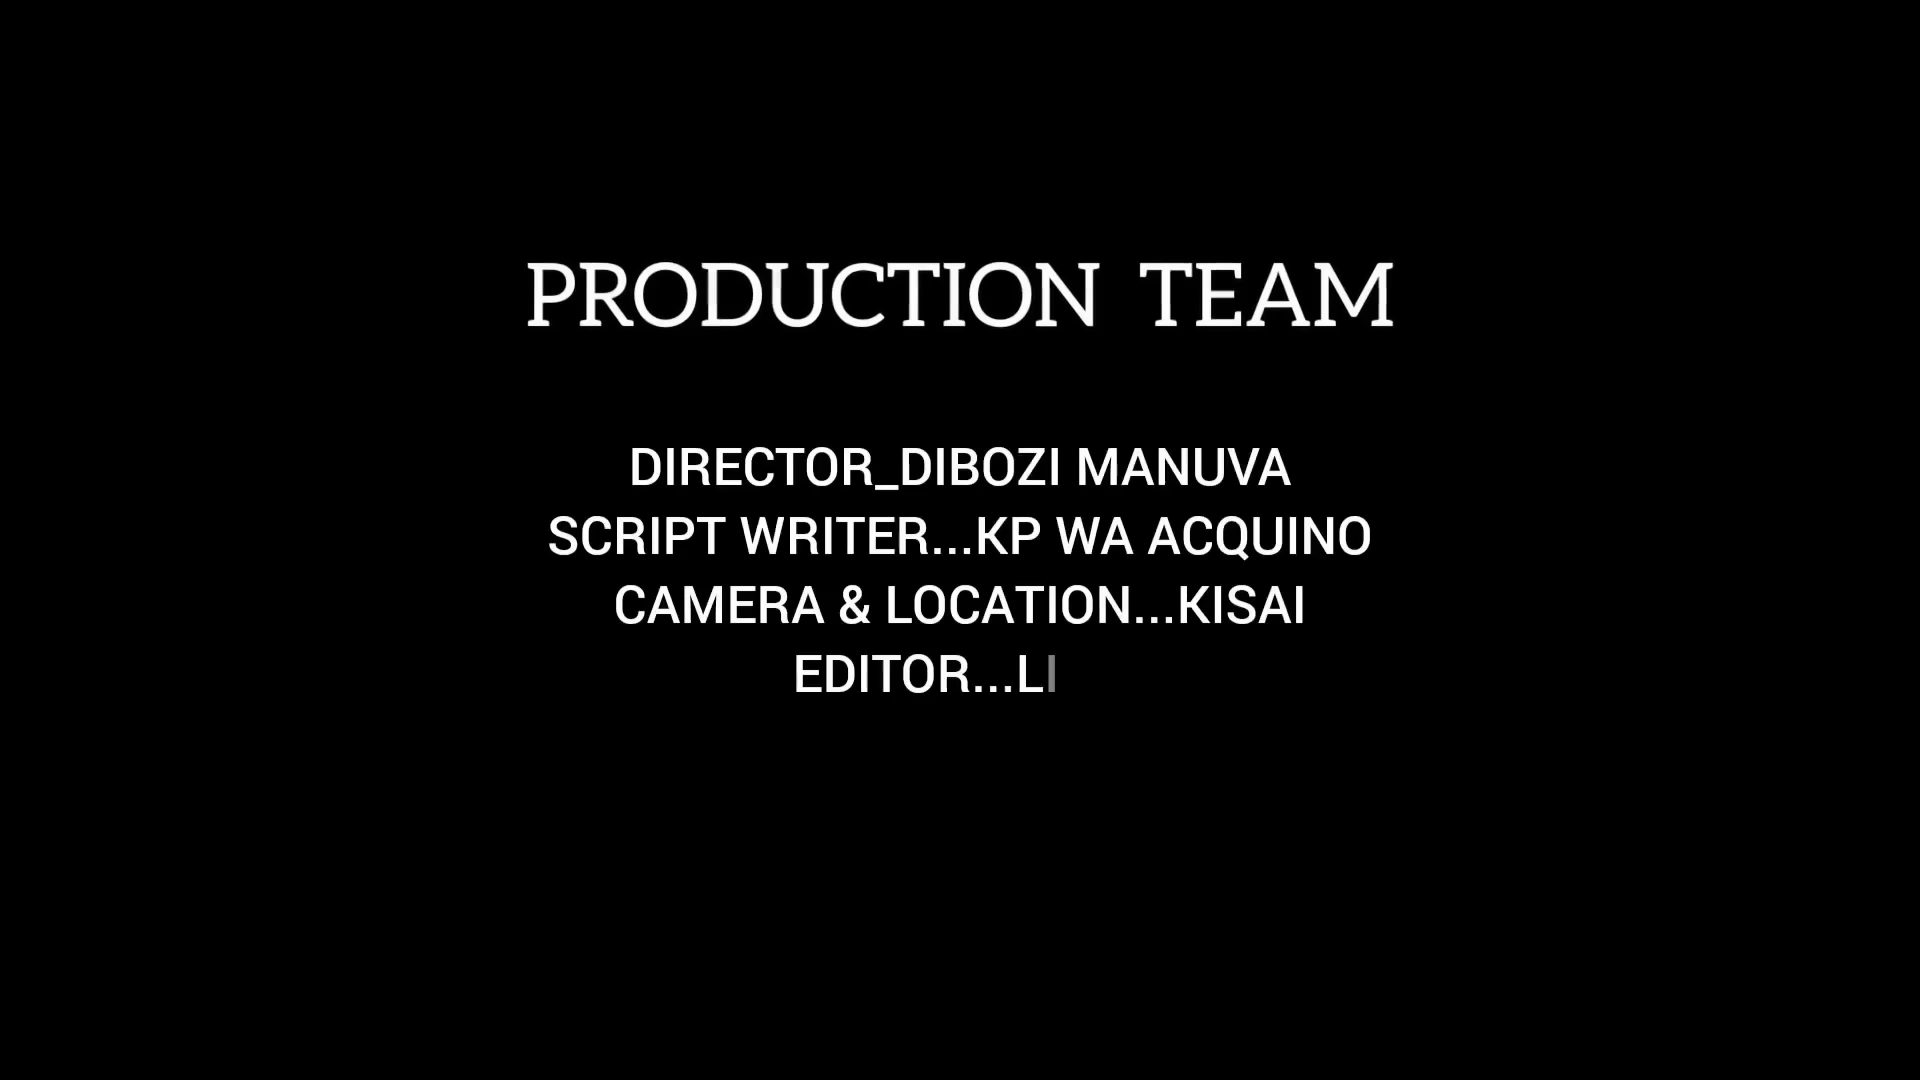 PRODUCTION TEAM
DIRECTOR_DIBOZI MANUVA
SCRIPT WRITER...KP WA ACQUINO
CAMERA & LOCATION...KISAI
EDITOR...LI